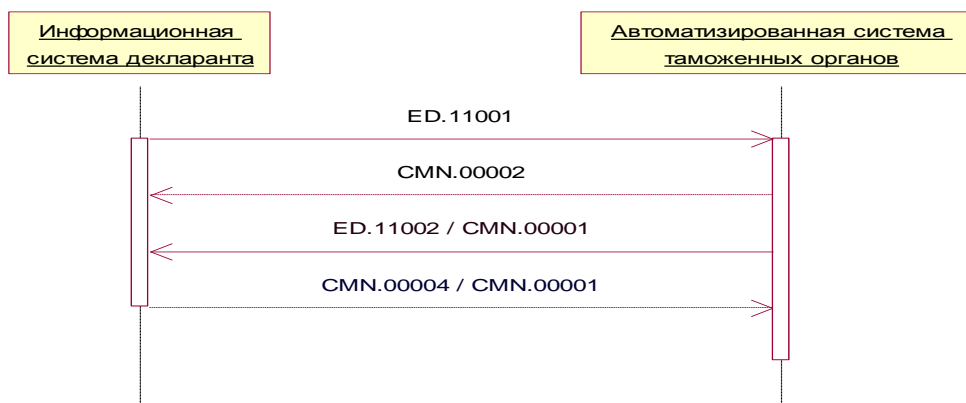 Информационная
система декларанта
Автоматизированная система
таможенных органов
ED.11001
CMN.00002
ED.11002 / CMN.00001
CMN.00004 / CMN.00001